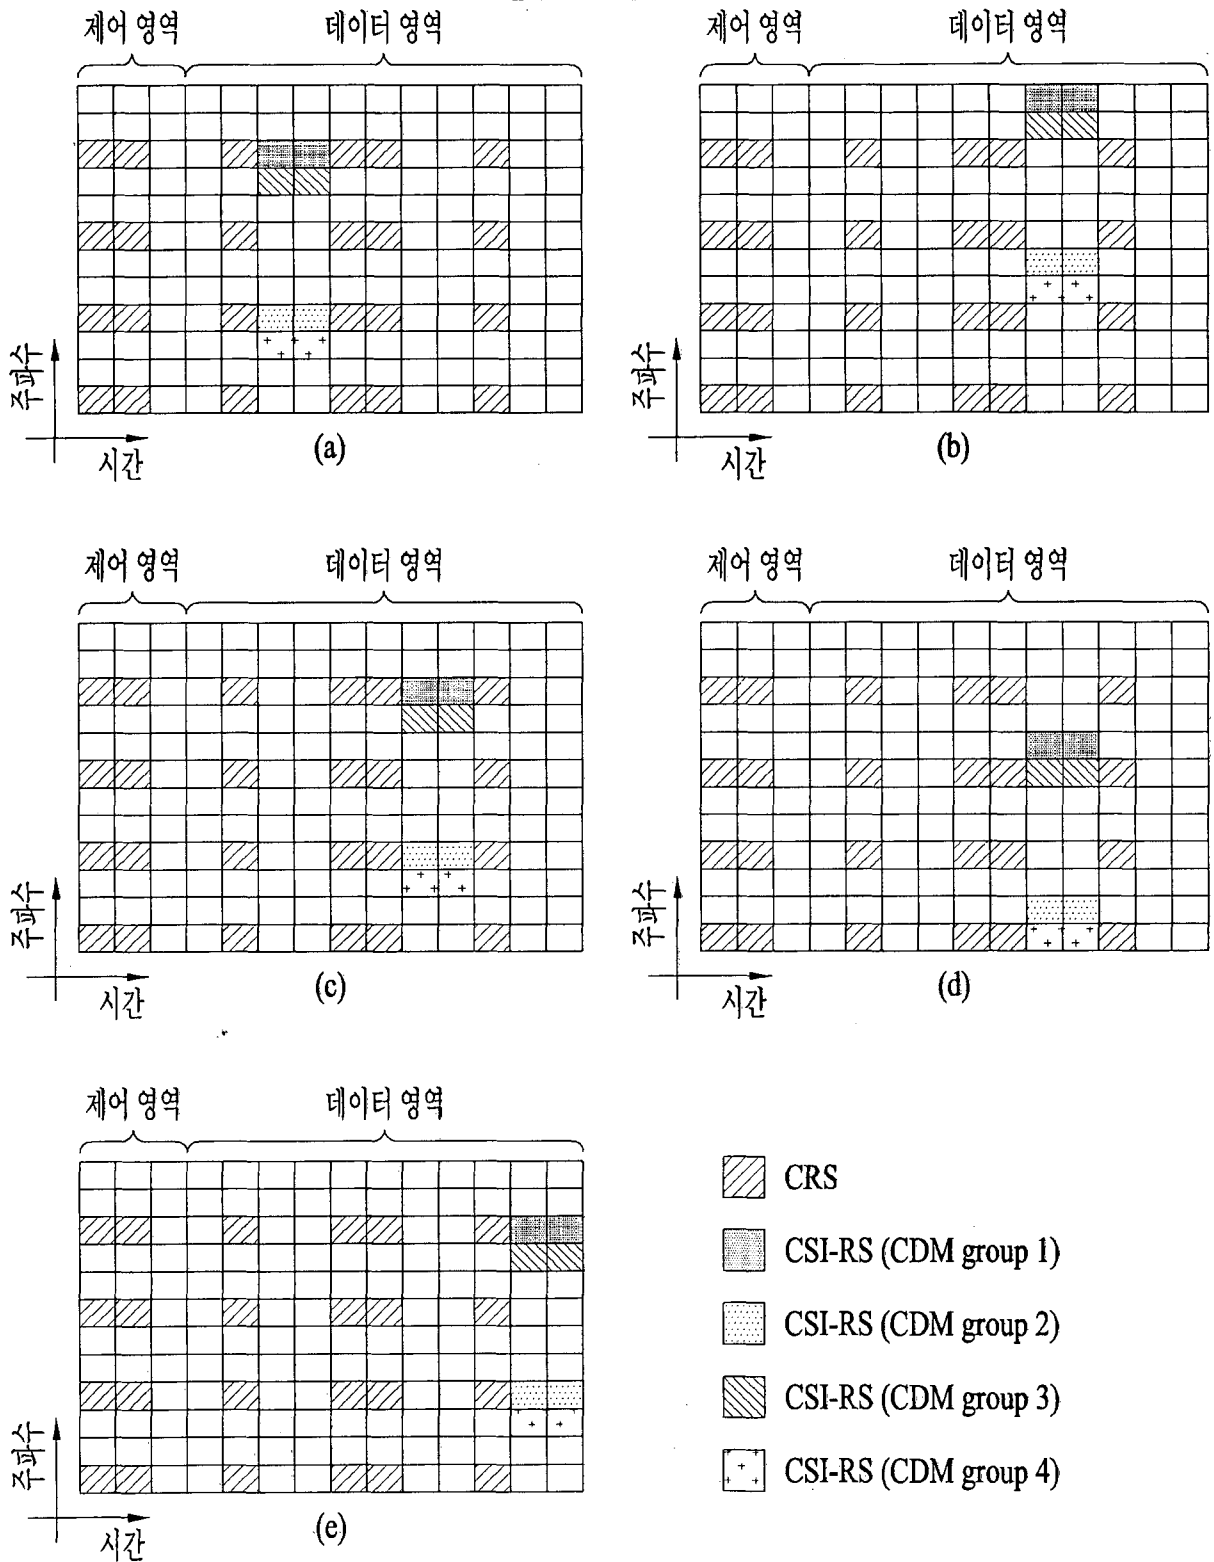 제어 영역 데이터 영역
주파수
시간
(a)
제어 영역 데이터 영역
주파수
시간
(b)
제어 영역 데이터 영역
주파수
시간
(c)
제어 영역 데이터 영역
주파수
시간
(d)
제어 영역 데이터 영역
주파수
시간
(e)
CRS
CSI-RS (CDM group 1)
CSI-RS (CDM group 2)
CSI-RS (CDM group 3)
CSI-RS (CDM group 4)